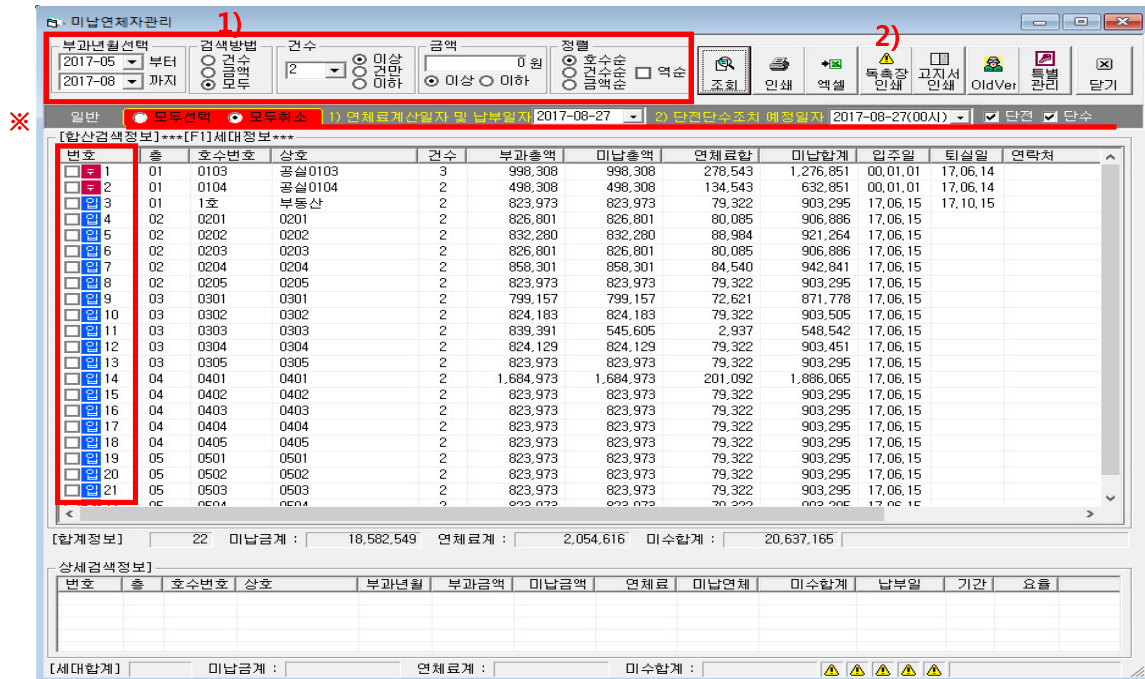 미납연체자관리
1)
2)
부과년월선택 검색방법 건수 금액 정렬
2017-05 부터
2017-08 까지
건수
금액
모두
2
이상
건만
이하
0 원
이상 이하
호수순
건수순
금액순
역순
조회
인쇄
엑셀
독촉장
인쇄
고지서
인쇄
OldVer
특별
관리
닫기
※
일반 모두선택 모두취소 1) 연체료계산일자 및 납부일자 2017-08-27 2) 단전단수조치 예정일자 2017-08-27(00시) 단전 단수
[합산검색정보]***[F1]세대정보***
번호 층 호수번호 상호 건수 부과총액 미납총액 연체료합 미납합계 입주일 퇴실일 연락처
1 01 0103 공실0103 3 998,308 998,308 278,543 1,276,851 00.01.01 17.06.14
2 01 0104 공실0104 2 498,308 498,308 134,543 632,851 00.01.01 17.06.14
입 3 01 1호 부동산 2 823,973 823,973 79,322 903,295 17.06.15 17.10.15
입 4 02 0201 0201 2 826,801 826,801 80,085 906,886 17.06.15
입 5 02 0202 0202 2 832,280 832,280 88,984 921,264 17.06.15
입 6 02 0203 0203 2 826,801 826,801 80,085 906,886 17.06.15
입 7 02 0204 0204 2 858,301 858,301 84,540 942,841 17.06.15
입 8 02 0205 0205 2 823,973 823,973 79,322 903,295 17.06.15
입 9 03 0301 0301 2 799,157 799,157 72,621 871,778 17.06.15
입 10 03 0302 0302 2 824,183 824,183 79,322 903,505 17.06.15
입 11 03 0303 0303 2 839,391 545,605 2,937 548,542 17.06.15
입 12 03 0304 0304 2 824,129 824,129 79,322 903,451 17.06.15
입 13 03 0305 0305 2 823,973 823,973 79,322 903,295 17.06.15
입 14 04 0401 0401 2 1,684,973 1,684,973 201,092 1,886,065 17.06.15
입 15 04 0402 0402 2 823,973 823,973 79,322 903,295 17.06.15
입 16 04 0403 0403 2 823,973 823,973 79,322 903,295 17.06.15
입 17 04 0404 0404 2 823,973 823,973 79,322 903,295 17.06.15
입 18 04 0405 0405 2 823,973 823,973 79,322 903,295 17.06.15
입 19 05 0501 0501 2 823,973 823,973 79,322 903,295 17.06.15
입 20 05 0502 0502 2 823,973 823,973 79,322 903,295 17.06.15
입 21 05 0503 0503 2 823,973 823,973 79,322 903,295 17.06.15
[합계정보] 22 미납금계 : 18,582,549 연체료계 : 2,054,616 미수합계 : 20,637,165
상세검색정보]
번호 층 호수번호 상호 부과년월 부과금액 미납금액 연체료 미납연체 미수합계 납부일 기간 요율
[세대합계] 미납금계 : 연체료계 : 미수합계 :